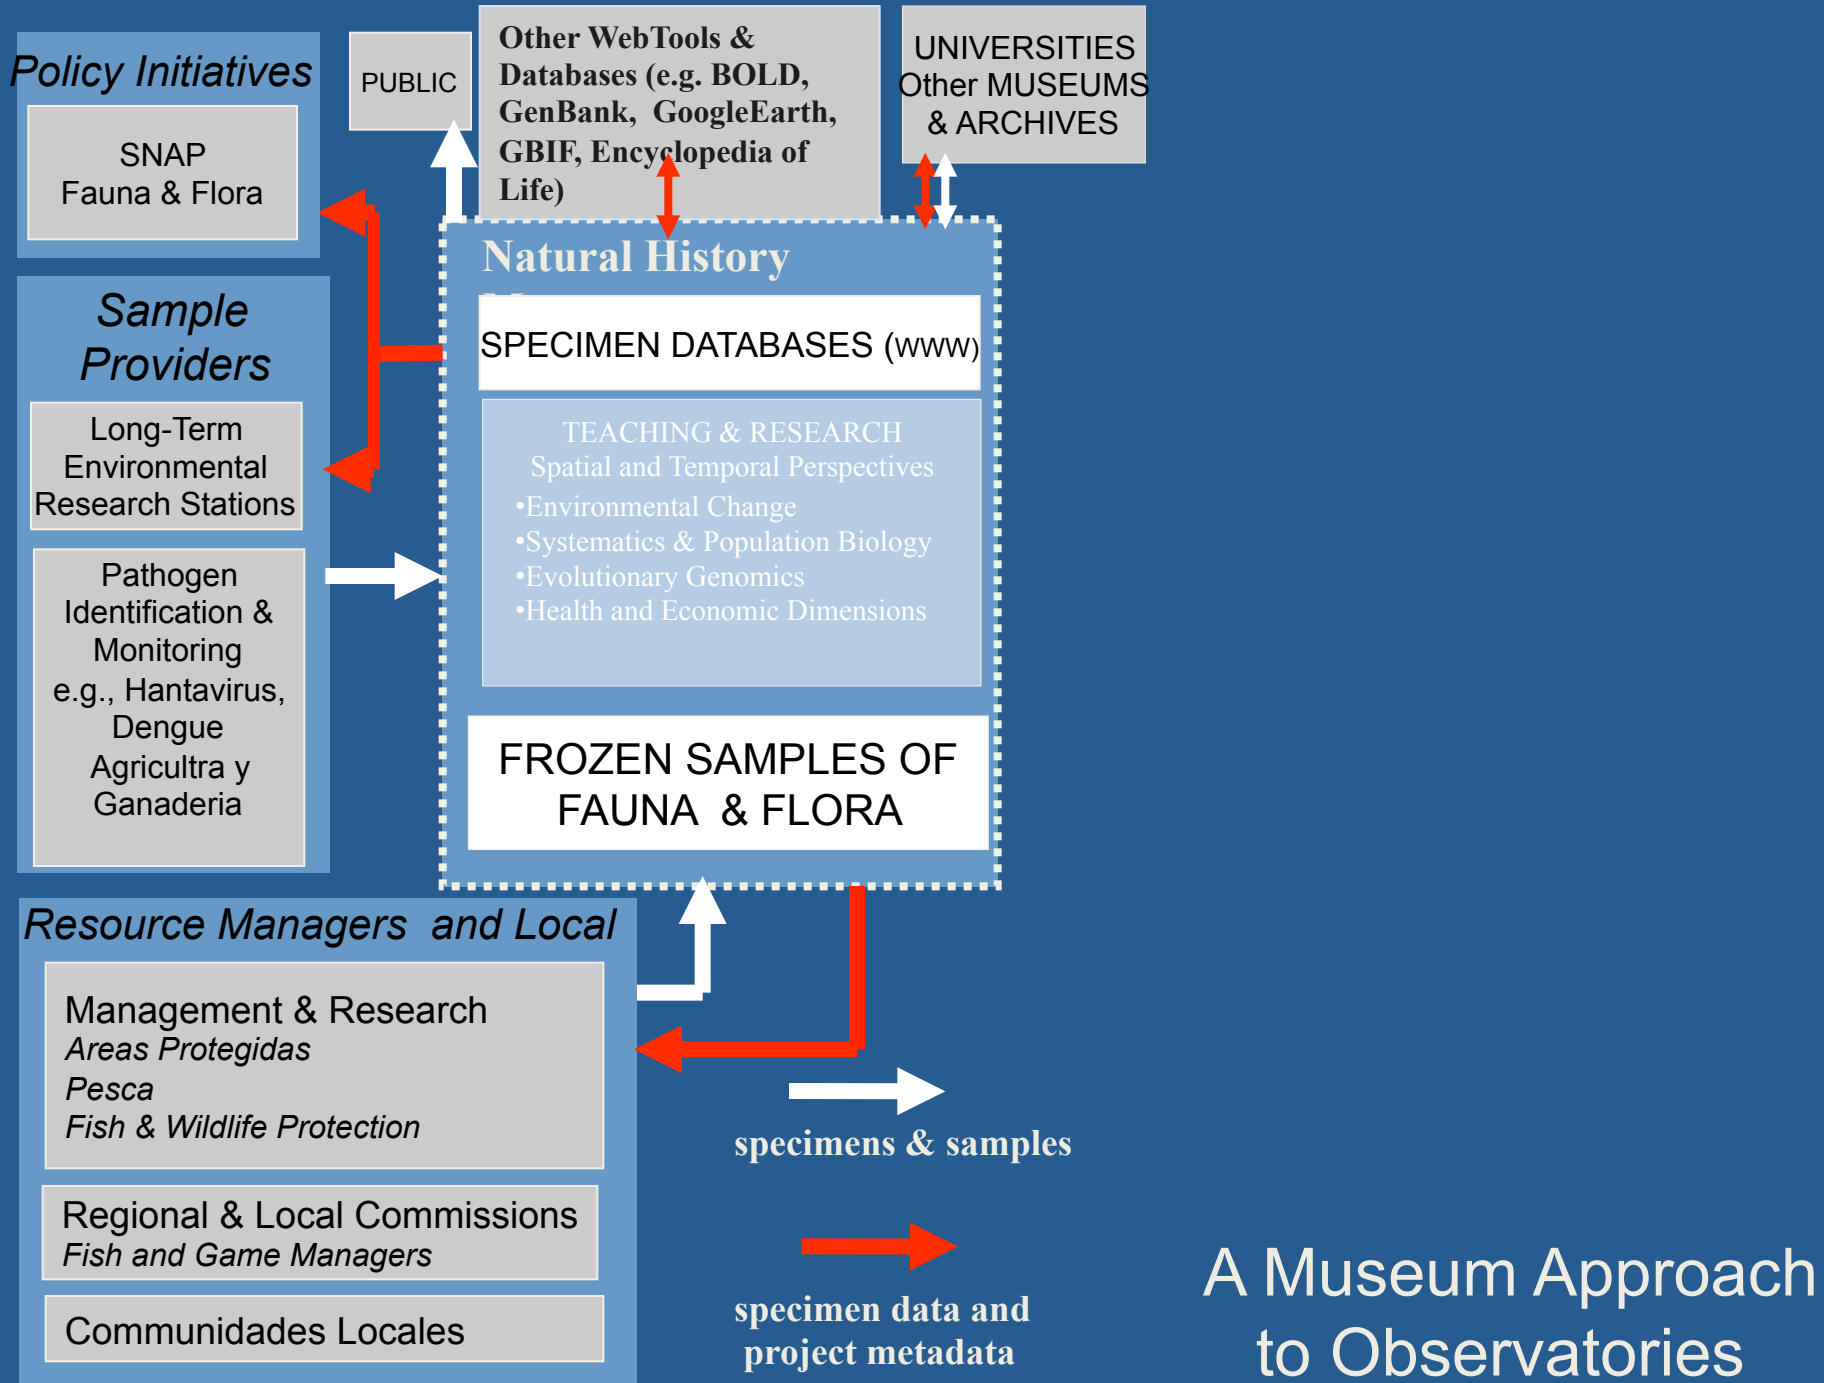 Policy Initiatives
SNAP
Fauna & Flora
PUBLIC
Other WebTools &
Databases (e.g. BOLD,
GenBank, GoogleEarth,
GBIF, Encyclopedia of
Life)
UNIVERSITIES
Other MUSEUMS
& ARCHIVES
Sample
Providers
Long-Term
Environmental
Research Stations
Pathogen
Identification &
Monitoring
e.g., Hantavirus,
Dengue
Agricultra y
Ganaderia
Natural History
SPECIMEN DATABASES (WWW)
TEACHING & RESEARCH
Spatial and Temporal Perspectives
•Environmental Change
•Systematics & Population Biology
•Evolutionary Genomics
•Health and Economic Dimensions
FROZEN SAMPLES OF
FAUNA & FLORA
Resource Managers and Local
Management & Research
Areas Protegidas
Pesca
Fish & Wildlife Protection
Regional & Local Commissions
Fish and Game Managers
Communidades Locales
specimens & samples
specimen data and
project metadata
A Museum Approach
to Observatories